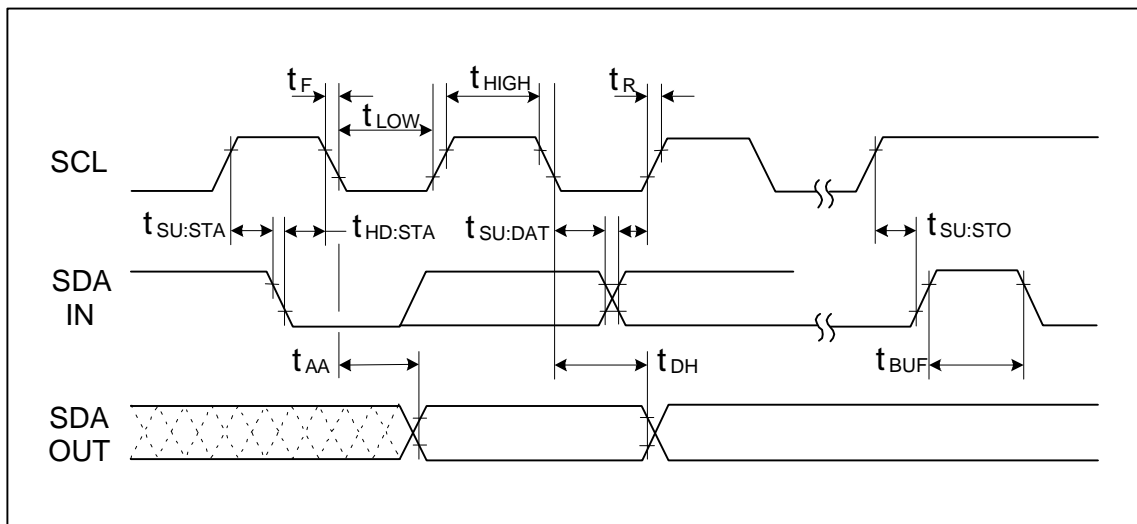 tF
tLOW
tHIGH
tR
SCL
tSU:STA
tHD:STA
tSU:DAT
tSU:STO
SDA
IN
tAA
tDH
tBUF
SDA
OUT